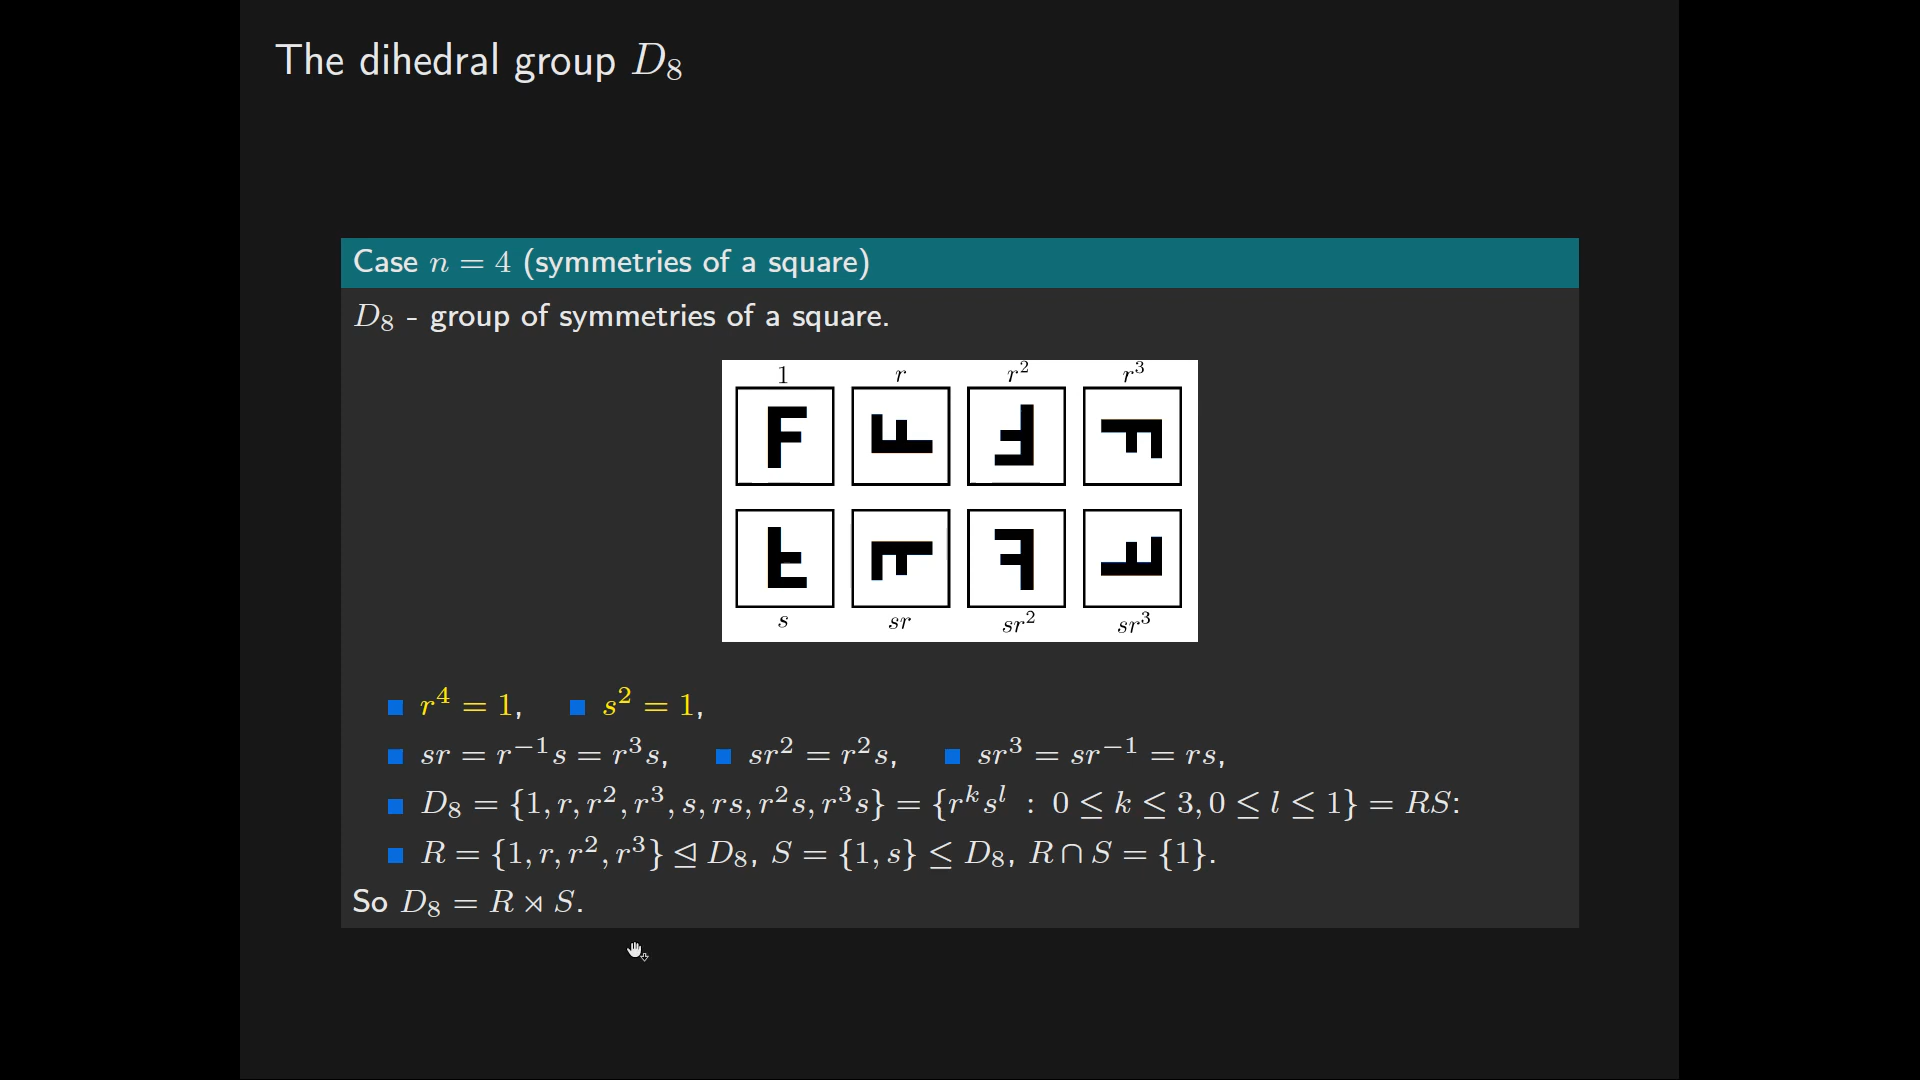 The dihedral group D₈
Case n = 4 (symmetries of a square)
D₈ - group of symmetries of a square.
1 r r² r³
F F F F
F F F F
s sr sr² sr³
r⁴ = 1, s² = 1,
sr = r⁻¹s = r³s, sr² = r²s, sr³ = sr⁻¹ = rs,
D₈ = {1, r, r², r³, s, rs, r²s, r³s} = {rᵏsˡ : 0 ≤ k ≤ 3, 0 ≤ l ≤ 1} = RS:
R = {1, r, r², r³} ⊴ D₈, S = {1, s} ≤ D₈, R ∩ S = {1}.
So D₈ = R ⋊ S.